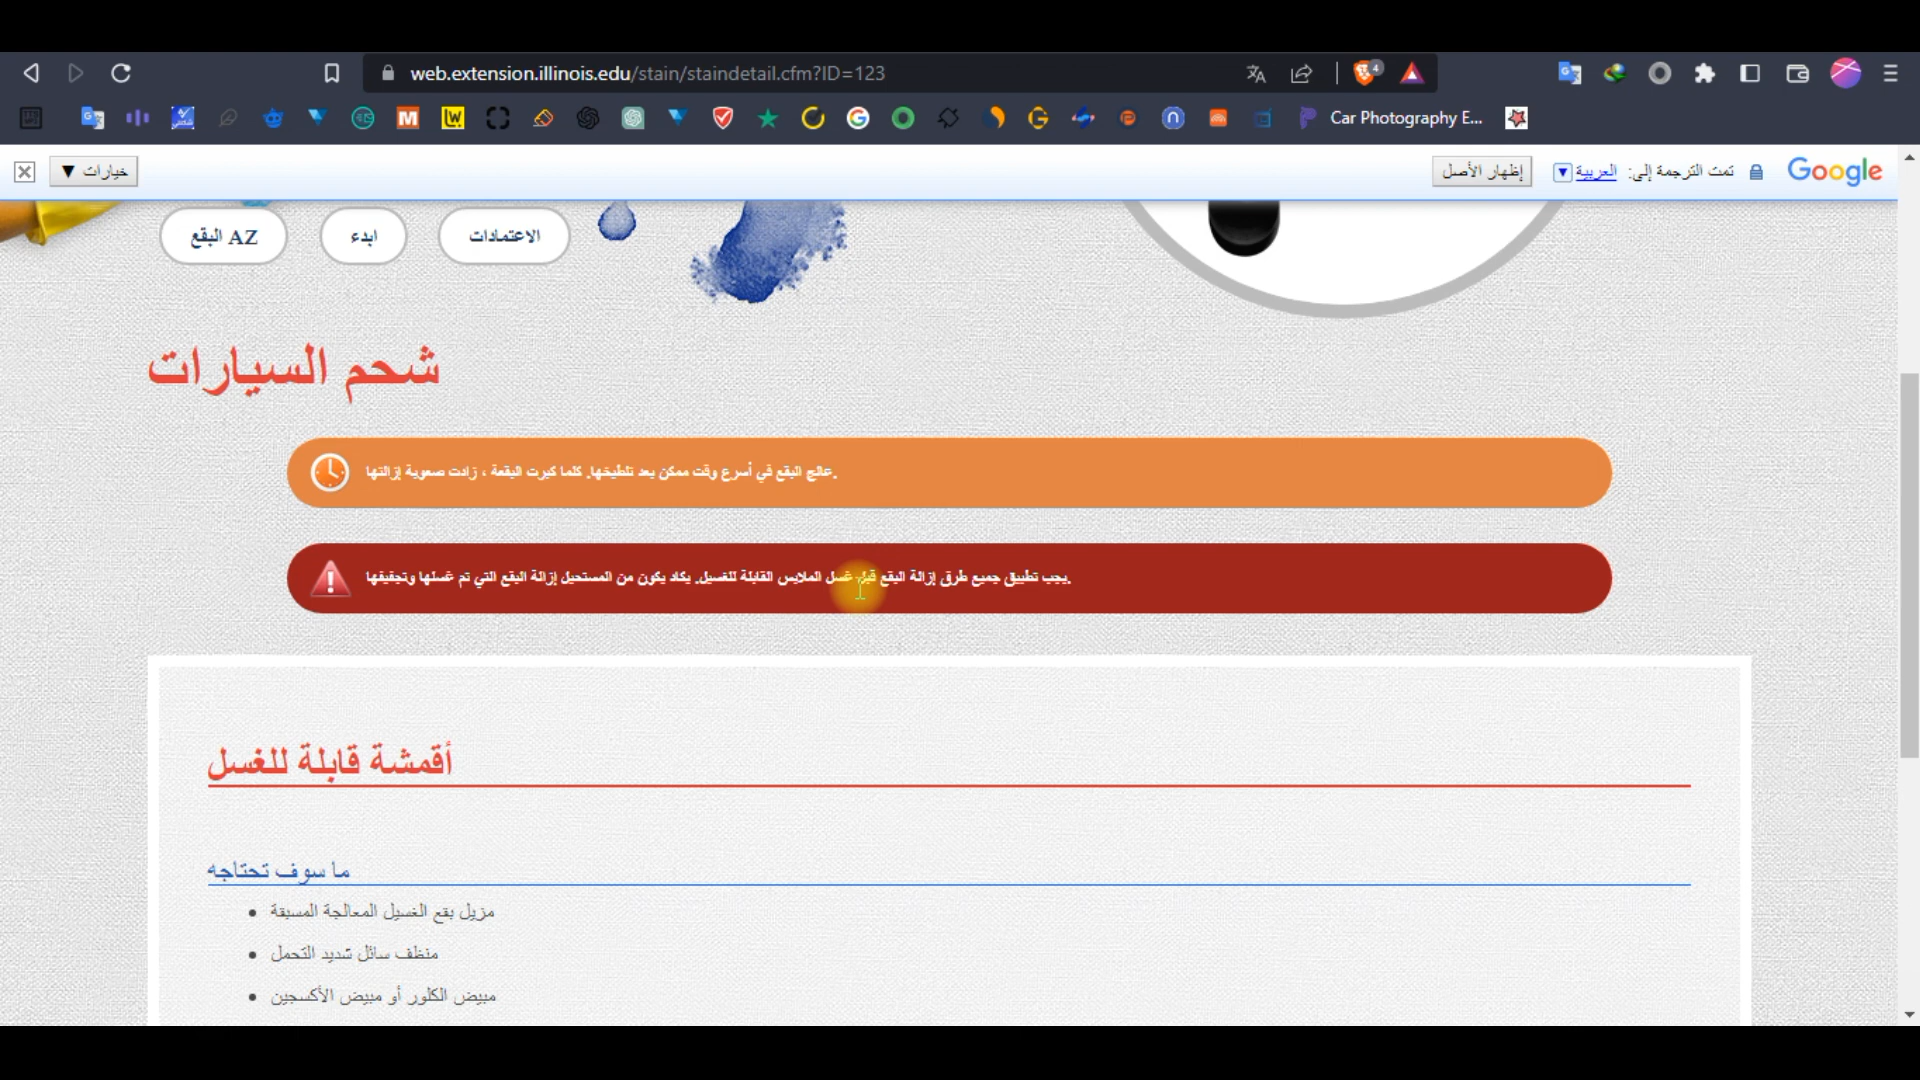 web.extension.illinois.edu/stain/staindetail.cfm?ID=123
4
Car Photography E...
خيارات ▼
إظهار الأصل
تمت الترجمة إلى: العربية
Google
AZ البقع
ابدء
الاعتمادات
شحم السيارات
عالج البقع في أسرع وقت ممكن بعد تلطيخها. كلما كبرت البقعة ، زادت صعوبة إزالتها.
يجب تطبيق جميع طرق إزالة البقع قبل غسل الملابس القابلة للغسيل. يكاد يكون من المستحيل إزالة البقع التي تم غسلها وتجفيفها.
أقمشة قابلة للغسل
ما سوف تحتاجه
مزيل بقع الغسيل المعالجة المسبقة
منظف سائل شديد التحمل
مبيض الكلور أو مبيض الأكسجين